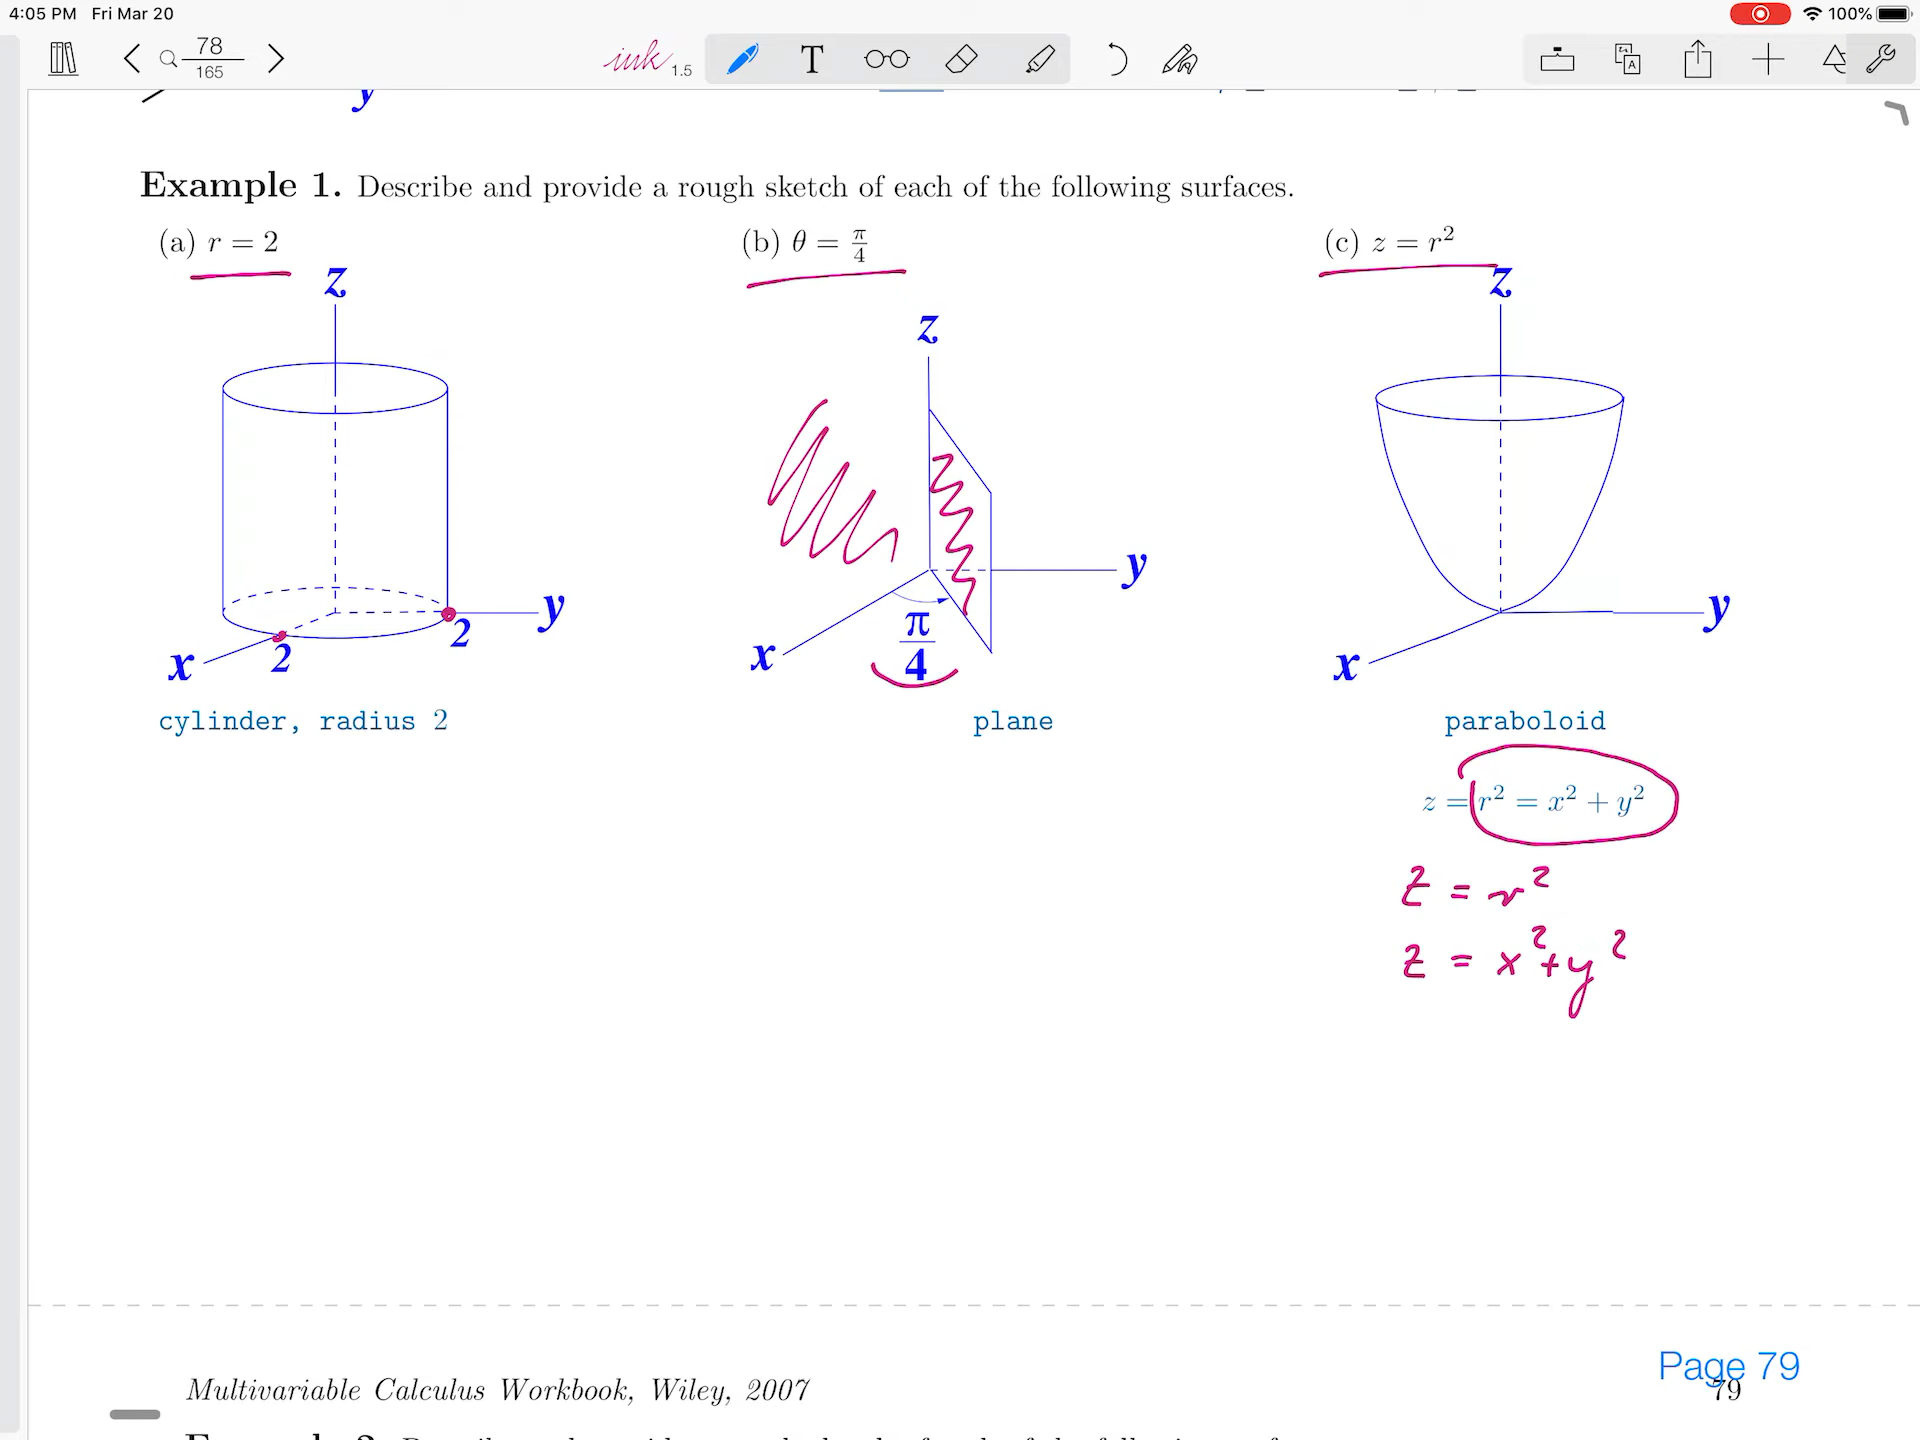 4:05 PM Fri Mar 20
100%
78
165
ink 1.5
T
A
y
Example 1. Describe and provide a rough sketch of each of the following surfaces.
(a) r = 2
(b) θ = π/4
(c) z = r²
z
z
z
y
2
x
2
y
x
π
4
y
x
cylinder, radius 2
plane
paraboloid
z = r² = x² + y²
z = r²
z = x² + y²
Page 79
Multivariable Calculus Workbook, Wiley, 2007
79